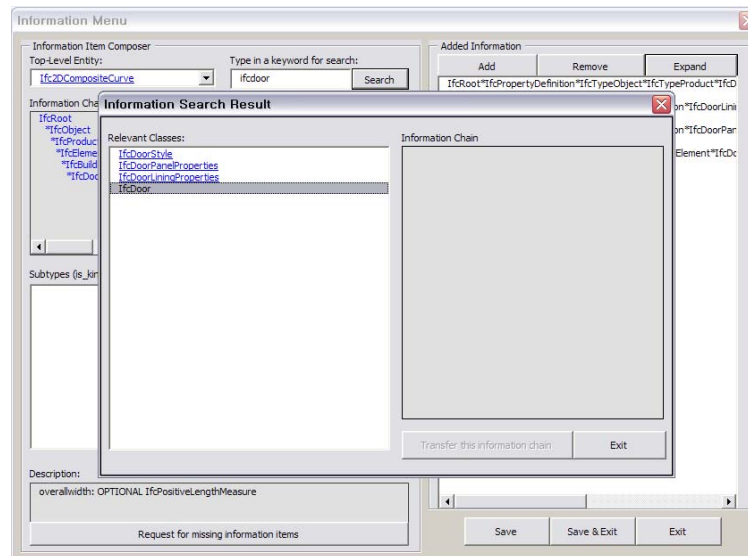 Information Menu
Information Item Composer
Top-Level Entity:
Type in a keyword for search:
Ifc2DCompositeCurve
ifcdoor
Search
Information Cha
IfcRoot
*IfcObject
*IfcProduc
*IfcEleme
*IfcBuild
*IfcDoo
Subtypes (is_kin
Description:
overallwidth: OPTIONAL IfcPositiveLengthMeasure
Request for missing information items
Added Information
Add
Remove
Expand
IfcRoot*IfcPropertyDefinition*IfcTypeObject*IfcTypeProduct*IfcD
on*IfcDoorLini
on*IfcDoorPan
Element*IfcDo
Save
Save & Exit
Exit
Information Search Result
Relevant Classes:
IfcDoorStyle
IfcDoorPanelProperties
IfcDoorLiningProperties
IfcDoor
Information Chain
Transfer this information chain
Exit